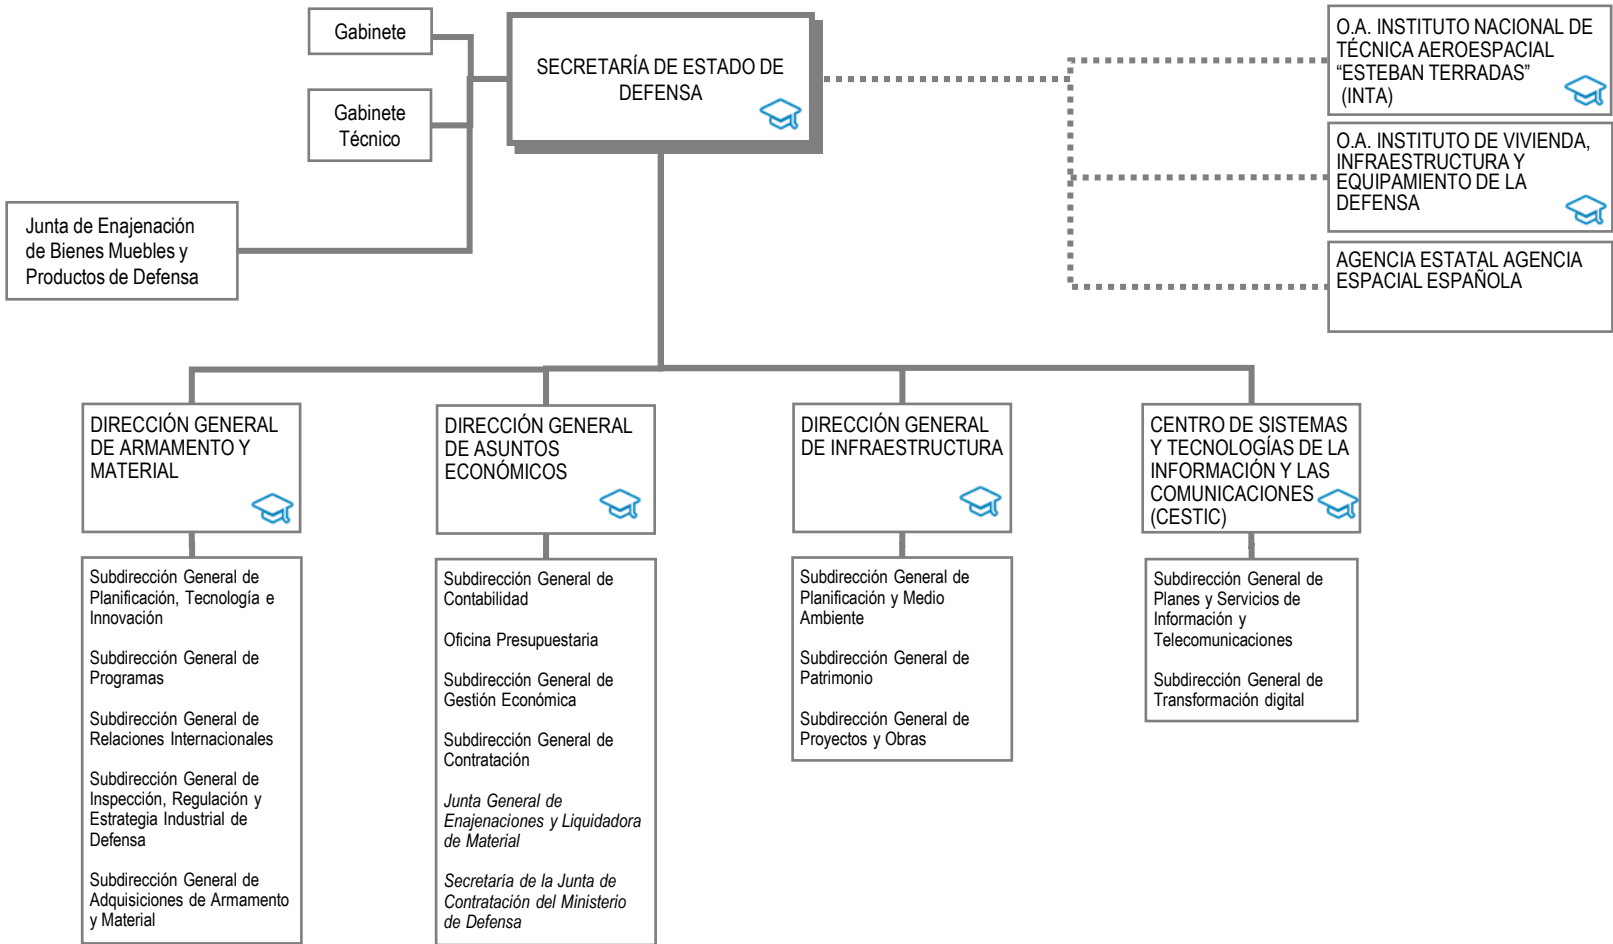 Gabinete
SECRETARÍA DE ESTADO DE
DEFENSA
Gabinete
Técnico
Junta de Enajenación
de Bienes Muebles y
Productos de Defensa
O.A. INSTITUTO NACIONAL DE
TÉCNICA AEROESPACIAL
“ESTEBAN TERRADAS”
(INTA)
O.A. INSTITUTO DE VIVIENDA,
INFRAESTRUCTURA Y
EQUIPAMIENTO DE LA
DEFENSA
AGENCIA ESTATAL AGENCIA
ESPACIAL ESPAÑOLA
DIRECCIÓN GENERAL
DE ARMAMENTO Y
MATERIAL
Subdirección General de
Planificación, Tecnología e
Innovación
Subdirección General de
Programas
Subdirección General de
Relaciones Internacionales
Subdirección General de
Inspección, Regulación y
Estrategia Industrial de
Defensa
Subdirección General de
Adquisiciones de Armamento
y Material
DIRECCIÓN GENERAL
DE ASUNTOS
ECONÓMICOS
Subdirección General de
Contabilidad
Oficina Presupuestaria
Subdirección General de
Gestión Económica
Subdirección General de
Contratación
Junta General de
Enajenaciones y Liquidadora
de Material
Secretaría de la Junta de
Contratación del Ministerio
de Defensa
DIRECCIÓN GENERAL
DE INFRAESTRUCTURA
Subdirección General de
Planificación y Medio
Ambiente
Subdirección General de
Patrimonio
Subdirección General de
Proyectos y Obras
CENTRO DE SISTEMAS
Y TECNOLOGÍAS DE LA
INFORMACIÓN Y LAS
COMUNICACIONES
(CESTIC)
Subdirección General de
Planes y Servicios de
Información y
Telecomunicaciones
Subdirección General de
Transformación digital